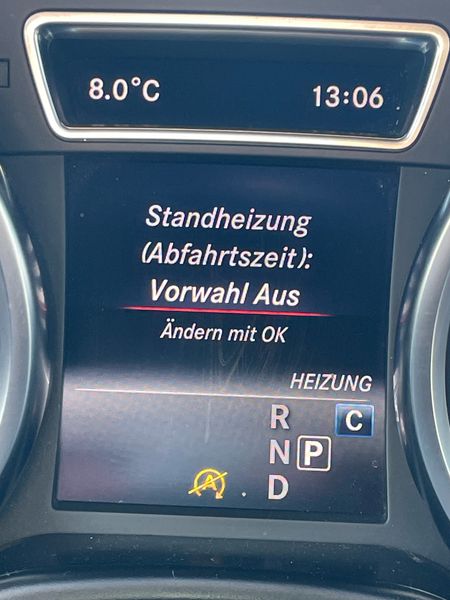 8.0°C 13:06
Standheizung
(Abfahrtszeit):
Vorwahl Aus
Ändern mit OK
HEIZUNG
R C
N P
A D